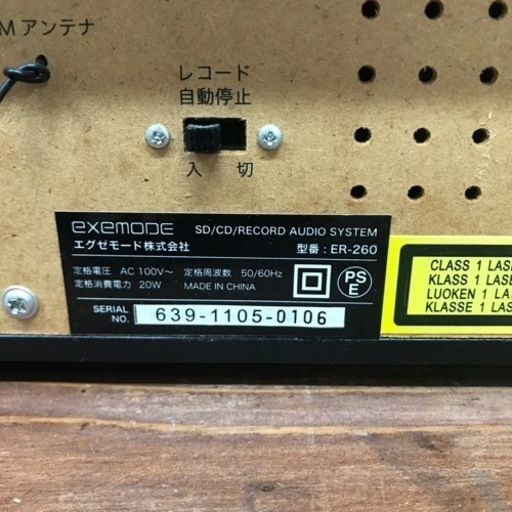 Mアンテナ
レコード
自動停止
入 切
exemode SD/CD/RECORD AUDIO SYSTEM
エグゼモード株式会社 型番：ER-260
定格電圧 AC 100V～ 定格周波数 50/60Hz
定格消費電力 20W MADE IN CHINA
PS
E
SERIAL
NO. 639-1105-0106
CLASS 1 LASE
KLASS 1 LASE
LUOKEN 1 LAS
KLASSE 1 LAS